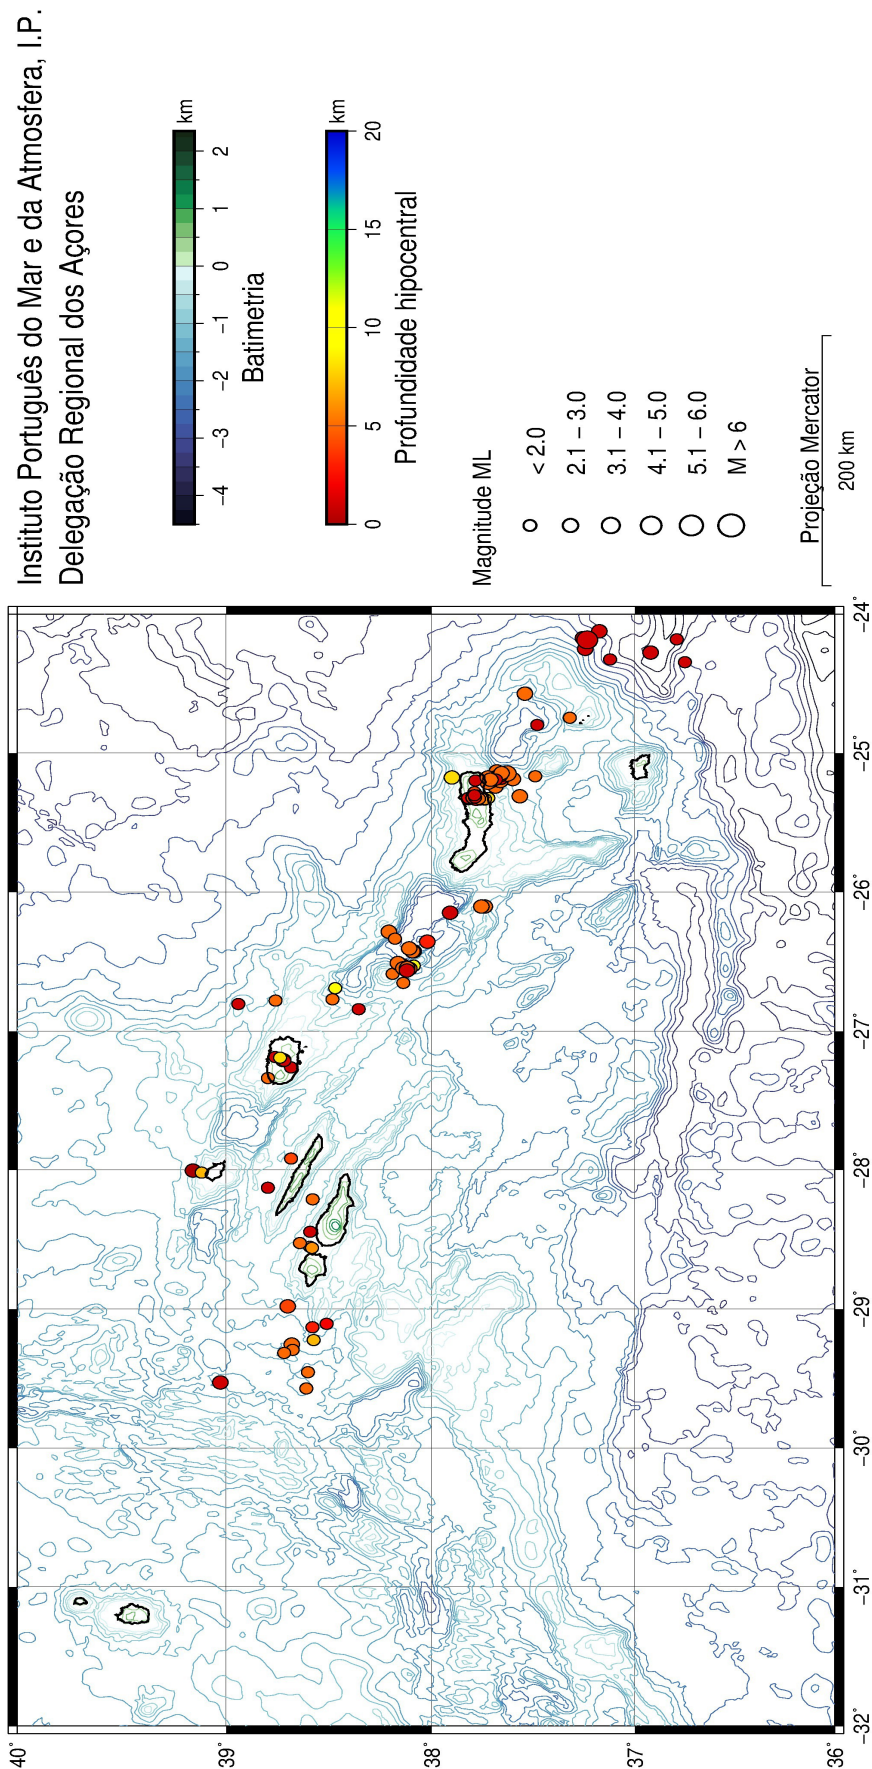 Instituto Português do Mar e da Atmosfera, I.P.
Delegação Regional dos Açores
km
−4 −3 −2 −1 0 1 2
Batimetria
km
0 5 10 15 20
Profundidade hipocentral
Magnitude ML
< 2.0
2.1 − 3.0
3.1 − 4.0
4.1 − 5.0
5.1 − 6.0
M > 6
Projeção Mercator
200 km
40°
39°
38°
37°
36°
−32° −31° −30° −29° −28° −27° −26° −25° −24°